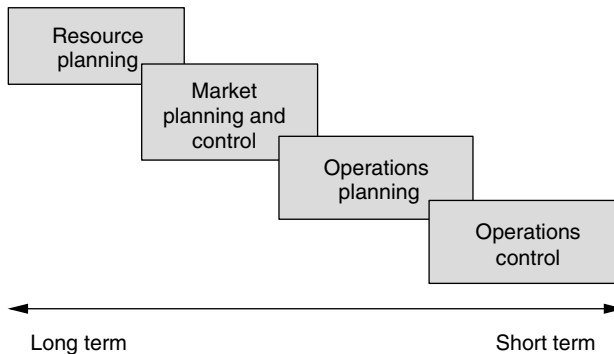 Resource
planning
Market
planning and
control
Operations
planning
Operations
control
Long term
Short term